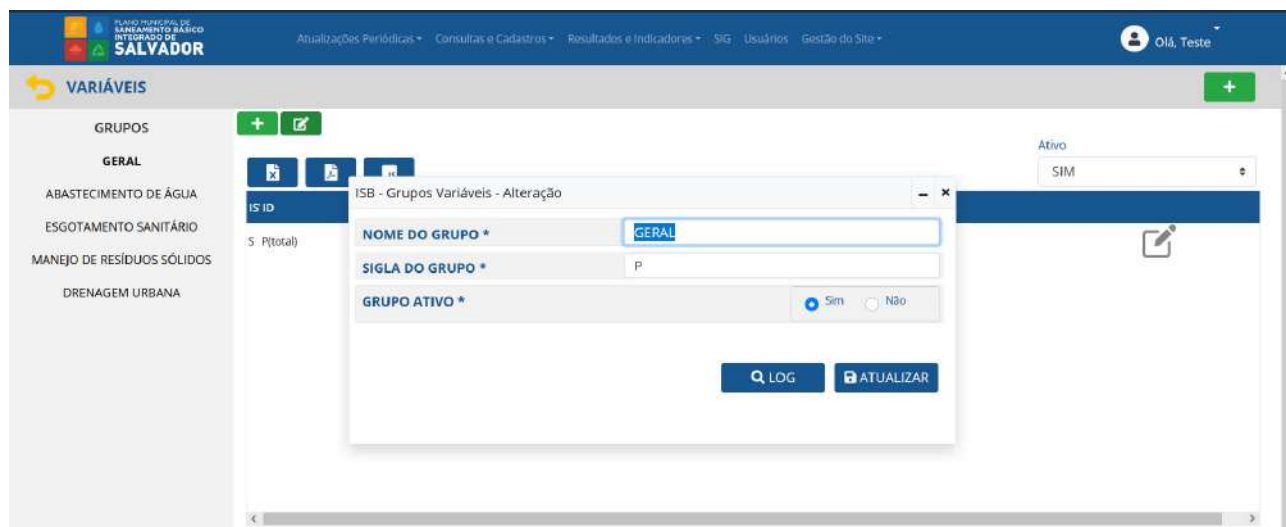 PLANO MUNICIPAL DE
SANEAMENTO BÁSICO
INTEGRADO DE
SALVADOR
Atualizações Periódicas Consultas e Cadastros Resultados e Indicadores SIG Usuários Gestão do Site
Olá, Teste
VARIÁVEIS
+
GRUPOS
GERAL
ABASTECIMENTO DE ÁGUA
ESGOTAMENTO SANITÁRIO
MANEJO DE RESÍDUOS SÓLIDOS
DRENAGEM URBANA
+
Ativo
SIM
ID
S P(total)
ISB - Grupos Variáveis - Alteração
NOME DO GRUPO * GERAL
SIGLA DO GRUPO * P
GRUPO ATIVO * Sim Não
LOG ATUALIZAR